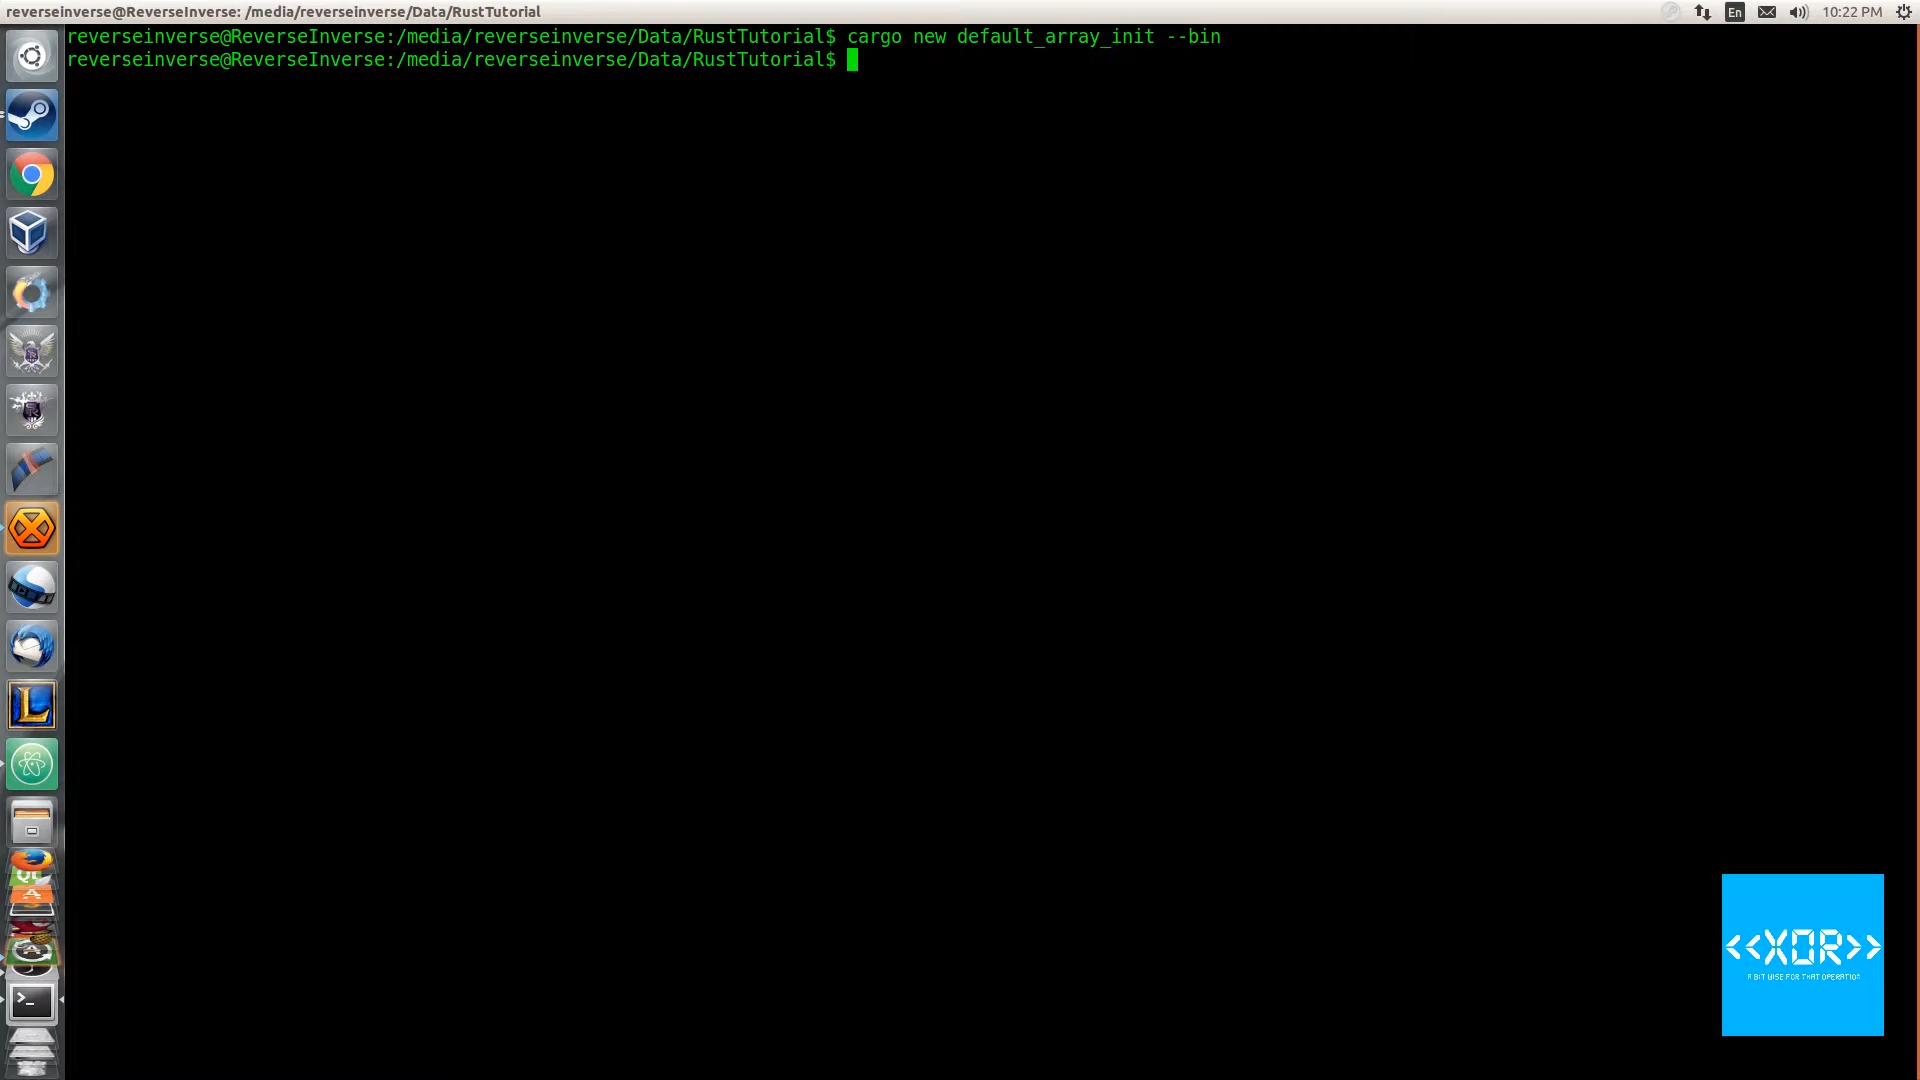 reverseinverse@ReverseInverse: /media/reverseinverse/Data/RustTutorial
En
10:22 PM
reverseinverse@ReverseInverse:/media/reverseinverse/Data/RustTutorial$ cargo new default_array_init --bin
reverseinverse@ReverseInverse:/media/reverseinverse/Data/RustTutorial$
L
>_
<<XOR>>
A BIT WISE FOR THAT OPERATION